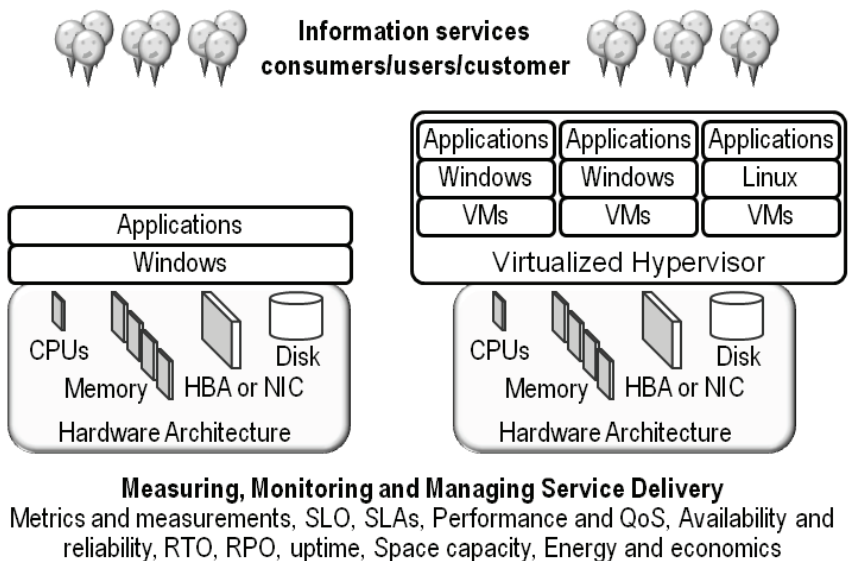 Information services
consumers/users/customer
Applications
Windows
CPUs
Memory
HBA or NIC
Disk
Hardware Architecture
Applications Applications Applications
Windows Windows Linux
VMs VMs VMs
Virtualized Hypervisor
CPUs
Memory
HBA or NIC
Disk
Hardware Architecture
Measuring, Monitoring and Managing Service Delivery
Metrics and measurements, SLO, SLAs, Performance and QoS, Availability and
reliability, RTO, RPO, uptime, Space capacity, Energy and economics